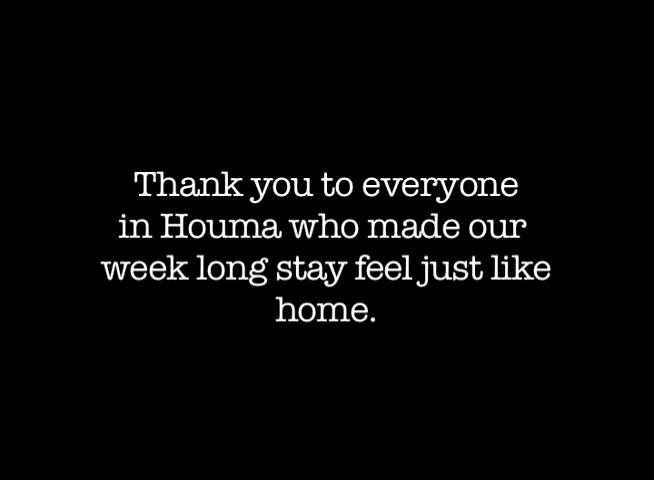 Thank you to everyone
in Houma who made our
week long stay feel just like
home.